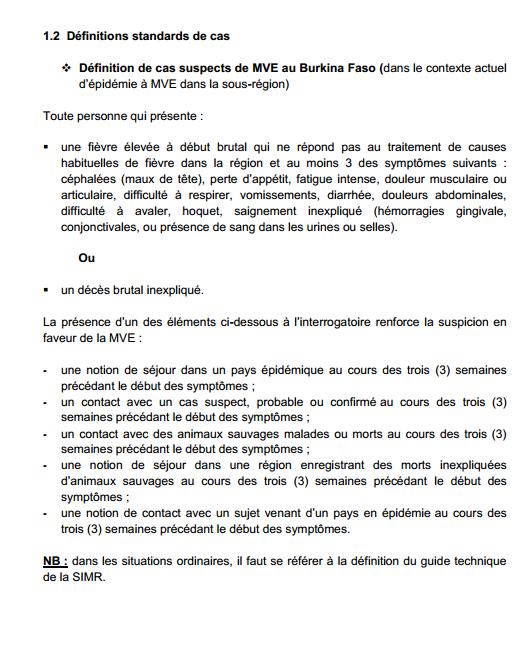 1.2 Définitions standards de cas
❖ Définition de cas suspects de MVE au Burkina Faso (dans le contexte actuel
d'épidémie à MVE dans la sous-région)
Toute personne qui présente :
▪ une fièvre élevée à début brutal qui ne répond pas au traitement de causes
habituelles de fièvre dans la région et au moins 3 des symptômes suivants :
céphalées (maux de tête), perte d'appétit, fatigue intense, douleur musculaire ou
articulaire, difficulté à respirer, vomissements, diarrhée, douleurs abdominales,
difficulté à avaler, hoquet, saignement inexpliqué (hémorragies gingivale,
conjonctivales, ou présence de sang dans les urines ou selles).
Ou
▪ un décès brutal inexpliqué.
La présence d'un des éléments ci-dessous à l'interrogatoire renforce la suspicion en
faveur de la MVE :
- une notion de séjour dans un pays épidémique au cours des trois (3) semaines
précédant le début des symptômes ;
- un contact avec un cas suspect, probable ou confirmé au cours des trois (3)
semaines précédant le début des symptômes ;
- un contact avec des animaux sauvages malades ou morts au cours des trois (3)
semaines précédant le début des symptômes ;
- une notion de séjour dans une région enregistrant des morts inexpliquées
d'animaux sauvages au cours des trois (3) semaines précédant le début des
symptômes ;
- une notion de contact avec un sujet venant d'un pays en épidémie au cours des
trois (3) semaines précédant le début des symptômes.
NB : dans les situations ordinaires, il faut se référer à la définition du guide technique
de la SIMR.